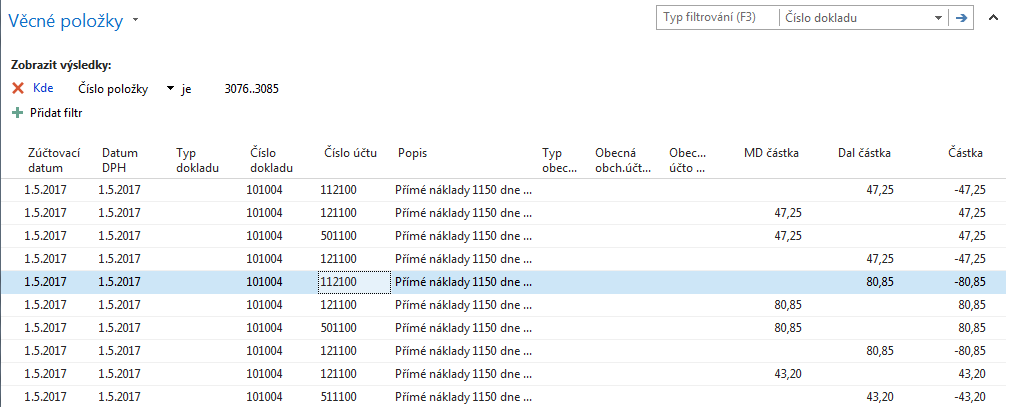 Věcné položky
Typ filtrování (F3) Číslo dokladu
Zobrazit výsledky:
Kde Číslo položky je 3076..3085
Přidat filtr
Zúčtovací datum Datum DPH Typ dokladu Číslo dokladu Číslo účtu Popis Typ obec... Obecná obch.účt... Obec... účto ... MD částka Dal částka Částka
1.5.2017 1.5.2017 101004 112100 Přímé náklady 1150 dne ... 47,25 -47,25
1.5.2017 1.5.2017 101004 121100 Přímé náklady 1150 dne ... 47,25 47,25
1.5.2017 1.5.2017 101004 501100 Přímé náklady 1150 dne ... 47,25 47,25
1.5.2017 1.5.2017 101004 121100 Přímé náklady 1150 dne ... 47,25 -47,25
1.5.2017 1.5.2017 101004 112100 Přímé náklady 1150 dne ... 80,85 -80,85
1.5.2017 1.5.2017 101004 121100 Přímé náklady 1150 dne ... 80,85 80,85
1.5.2017 1.5.2017 101004 501100 Přímé náklady 1150 dne ... 80,85 80,85
1.5.2017 1.5.2017 101004 121100 Přímé náklady 1150 dne ... 80,85 -80,85
1.5.2017 1.5.2017 101004 121100 Přímé náklady 1150 dne ... 43,20 43,20
1.5.2017 1.5.2017 101004 511100 Přímé náklady 1150 dne ... 43,20 -43,20